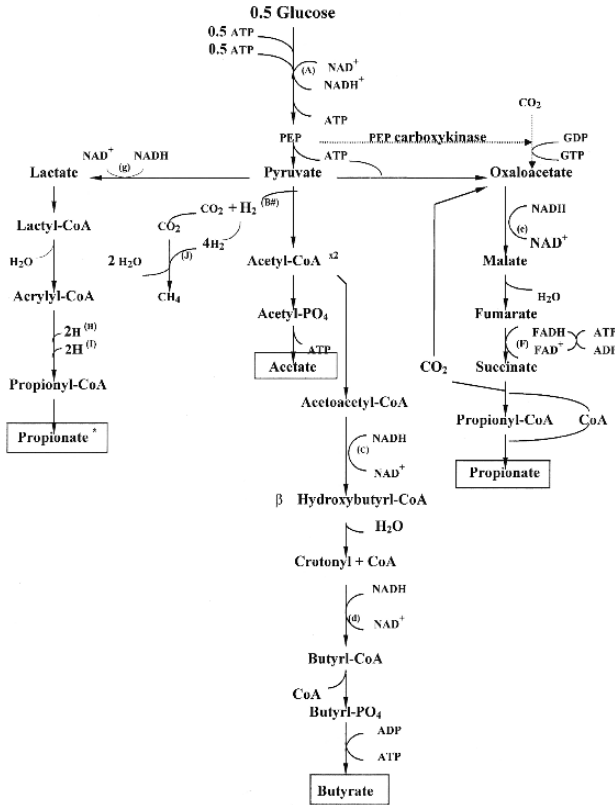 0.5 Glucose
0.5 ATP
0.5 ATP
(A) NAD⁺
NADH⁺
ATP
CO₂
PEP
PEP carboxykinase
GDP
GTP
NAD⁺ NADH
(g)
ATP
Lactate
Pyruvate
Oxaloacetate
CO₂ + H₂ (B#)
CO₂
4H₂
(J)
2 H₂O
CH₄
NADH
(e)
NAD⁺
Lactyl-CoA
H₂O
Acetyl-CoA x2
Malate
Acrylyl-CoA
H₂O
Acetyl-PO₄
Fumarate
2H (H)
2H (I)
ATP
FADH ATP
(F)
FAD⁺ ADP
Acctate
CO₂
Succinate
Propionyl-CoA
Acetoacetyl-CoA
Propionyl-CoA
CoA
Propionate *
NADH
(C)
NAD⁺
Propionate
β Hydroxybutyrl-CoA
H₂O
Crotonyl + CoA
NADH
(d)
NAD⁺
Butyrl-CoA
CoA
Butyrl-PO₄
ADP
ATP
Butyrate